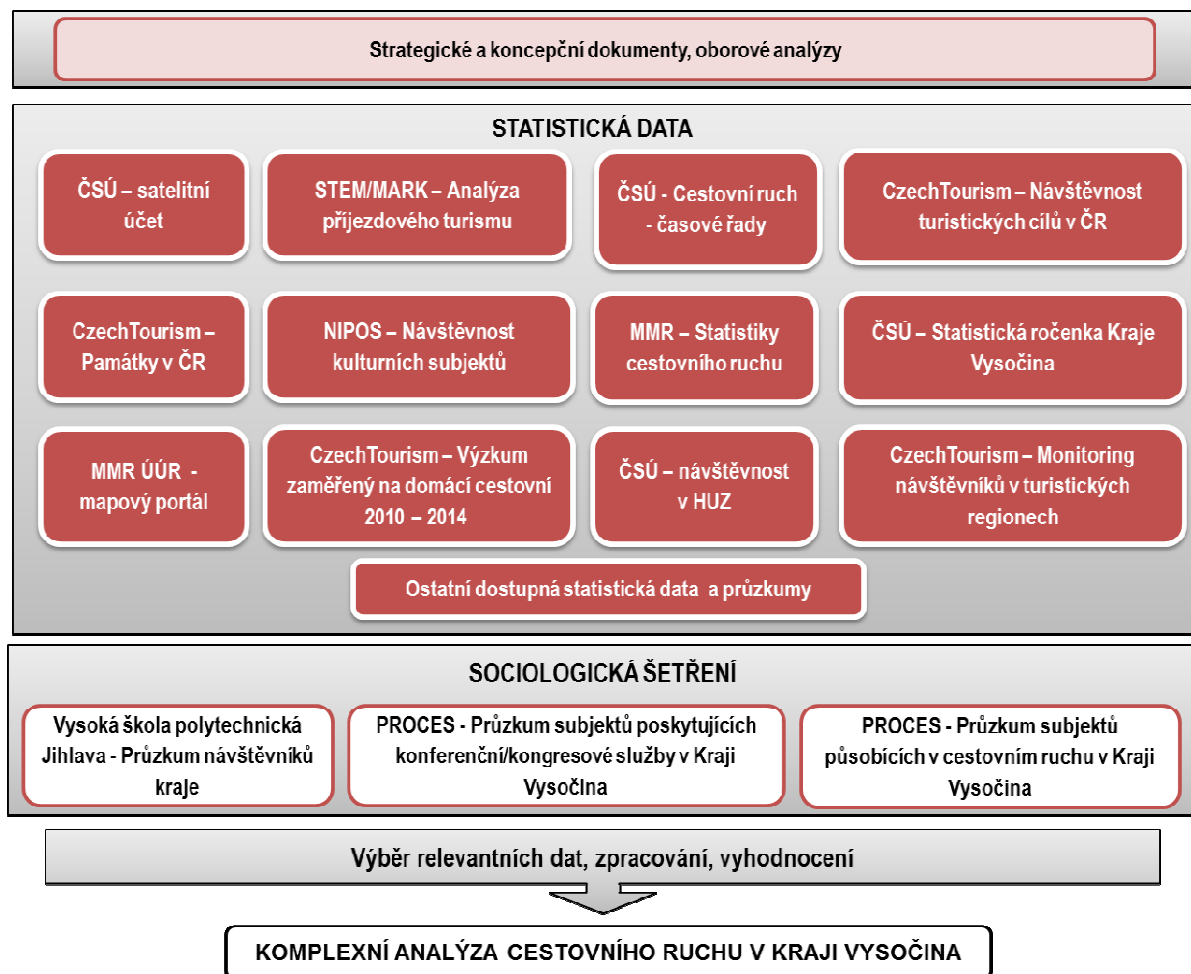 Strategické a koncepční dokumenty, oborové analýzy
STATISTICKÁ DATA
ČSÚ – satelitní
účet
STEM/MARK – Analýza
příjezdového turismu
ČSÚ - Cestovní ruch
- časové řady
CzechTourism – Návštěvnost
turistických cílů v ČR
CzechTourism –
Památky v ČR
NIPOS – Návštěvnost
kulturních subjektů
MMR – Statistiky
cestovního ruchu
ČSÚ – Statistická ročenka Kraje
Vysočina
MMR ÚÚR -
mapový portál
CzechTourism – Výzkum
zaměřený na domácí cestovní
2010 – 2014
ČSÚ – návštěvnost
v HUZ
CzechTourism – Monitoring
návštěvníků v turistických
regionech
Ostatní dostupná statistická data a průzkumy
SOCIOLOGICKÁ ŠETŘENÍ
Vysoká škola polytechnická
Jihlava - Průzkum návštěvníků
kraje
PROCES - Průzkum subjektů poskytujících
konferenční/kongresové služby v Kraji
Vysočina
PROCES - Průzkum subjektů
působících v cestovním ruchu v Kraji
Vysočina
Výběr relevantních dat, zpracování, vyhodnocení
KOMPLEXNÍ ANALÝZA CESTOVNÍHO RUCHU V KRAJI VYSOČINA